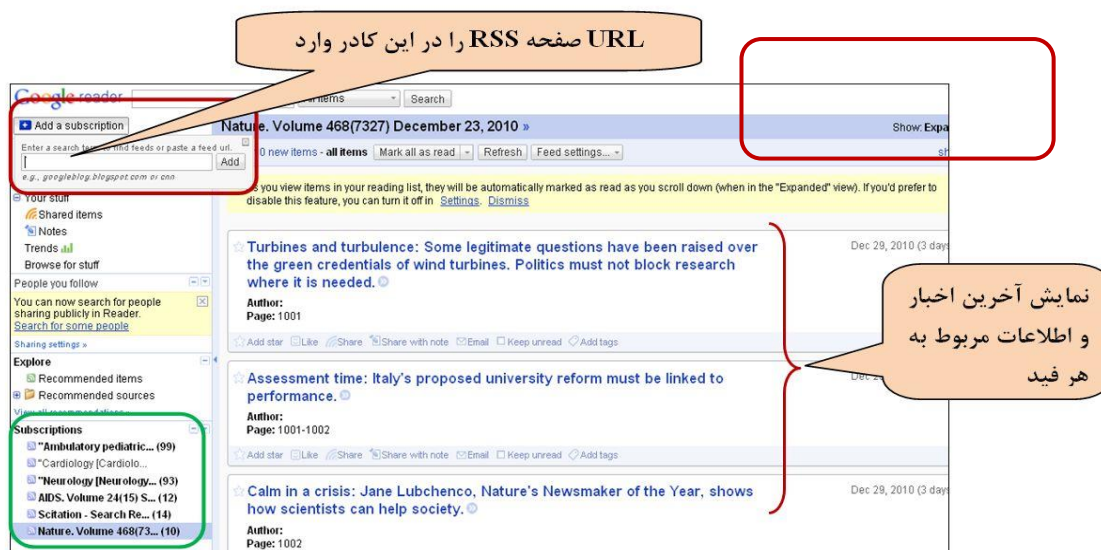 URL صفحه RSS را در این کادر وارد
Google reader
items
Search
Add a subscription
Nature. Volume 468(7327) December 23, 2010 »
Show: Expa
Enter a search term to find feeds or paste a feed url.
Add
e.g., googleblog.blogspot.com or cnn
0 new items - all items Mark all as read Refresh Feed settings...
sh
s you view items in your reading list, they will be automatically marked as read as you scroll down (when in the "Expanded" view). If you'd prefer to
disable this feature, you can turn it off in Settings. Dismiss
Your stuff
Shared items
Notes
Trends
Browse for stuff
People you follow
You can now search for people
sharing publicly in Reader.
Search for some people
Sharing settings »
Explore
Recommended items
Recommended sources
View all recommendations »
Subscriptions
"Ambulatory pediatric... (99)
"Cardiology [Cardiolo...
"Neurology [Neurology... (93)
AIDS. Volume 24(15) S... (12)
Scitation - Search Re... (14)
Nature. Volume 468(73... (10)
Turbines and turbulence: Some legitimate questions have been raised over
the green credentials of wind turbines. Politics must not block research
where it is needed.
Dec 29, 2010 (3 days
Author:
Page: 1001
Add star Like Share Share with note Email Keep unread Add tags
Assessment time: Italy's proposed university reform must be linked to
performance.
Author:
Page: 1001-1002
Add star Like Share Share with note Email Keep unread Add tags
Calm in a crisis: Jane Lubchenco, Nature's Newsmaker of the Year, shows
how scientists can help society.
Dec 29, 2010 (3 days
Author:
Page: 1002
نمایش آخرین اخبار
و اطلاعات مربوط به
هر فید